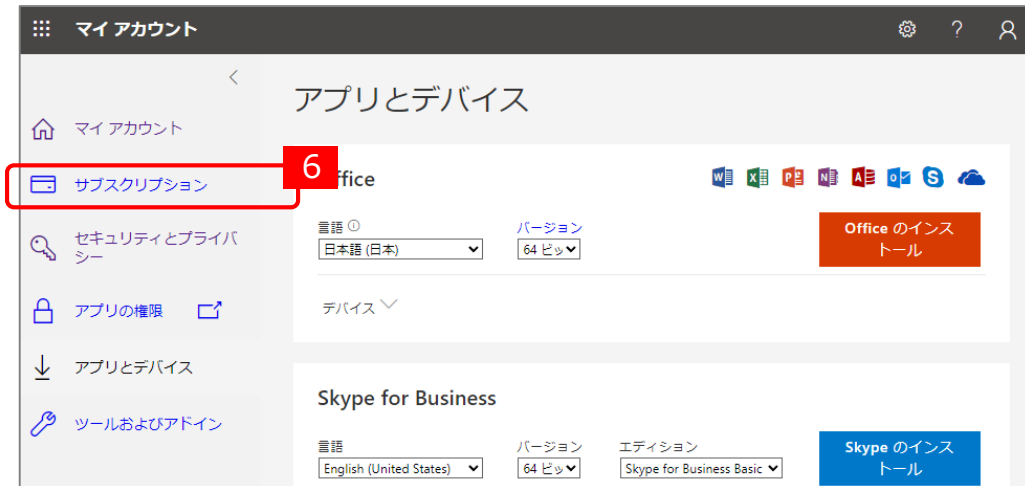 マイ アカウント
?
アプリとデバイス
マイ アカウント
サブスクリプション
6
ffice
セキュリティとプライバ
シー
言語
バージョン
日本語 (日本)
64 ビッ
Office のインス
トール
アプリの権限
デバイス
アプリとデバイス
Skype for Business
ツールおよびアドイン
言語
バージョン
エディション
English (United States)
64 ビッ
Skype for Business Basic
Skype のインス
トール